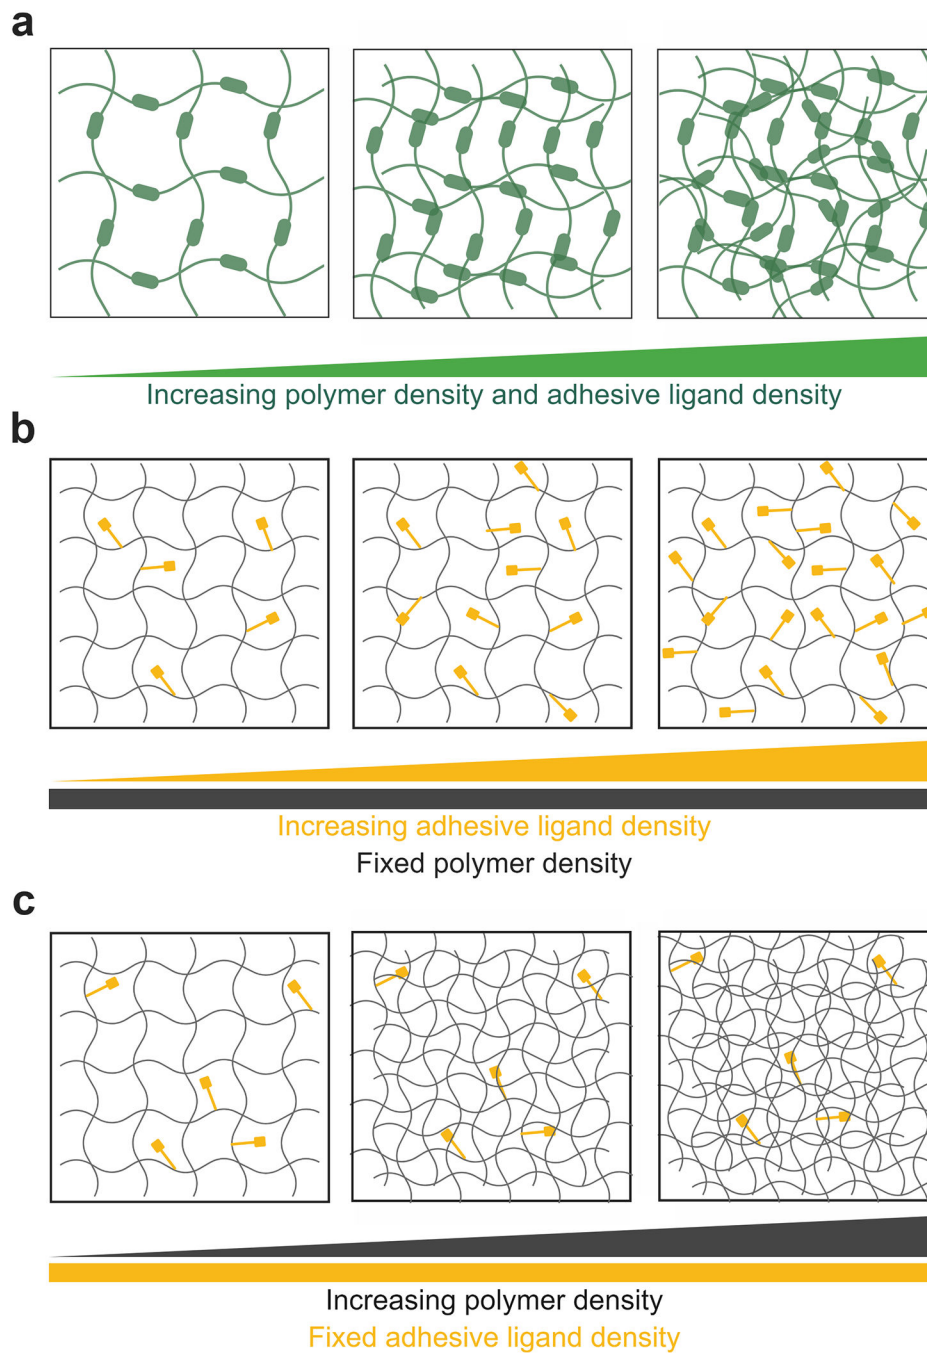 a
Increasing polymer density and adhesive ligand density
b
Increasing adhesive ligand density
Fixed polymer density
c
Increasing polymer density
Fixed adhesive ligand density